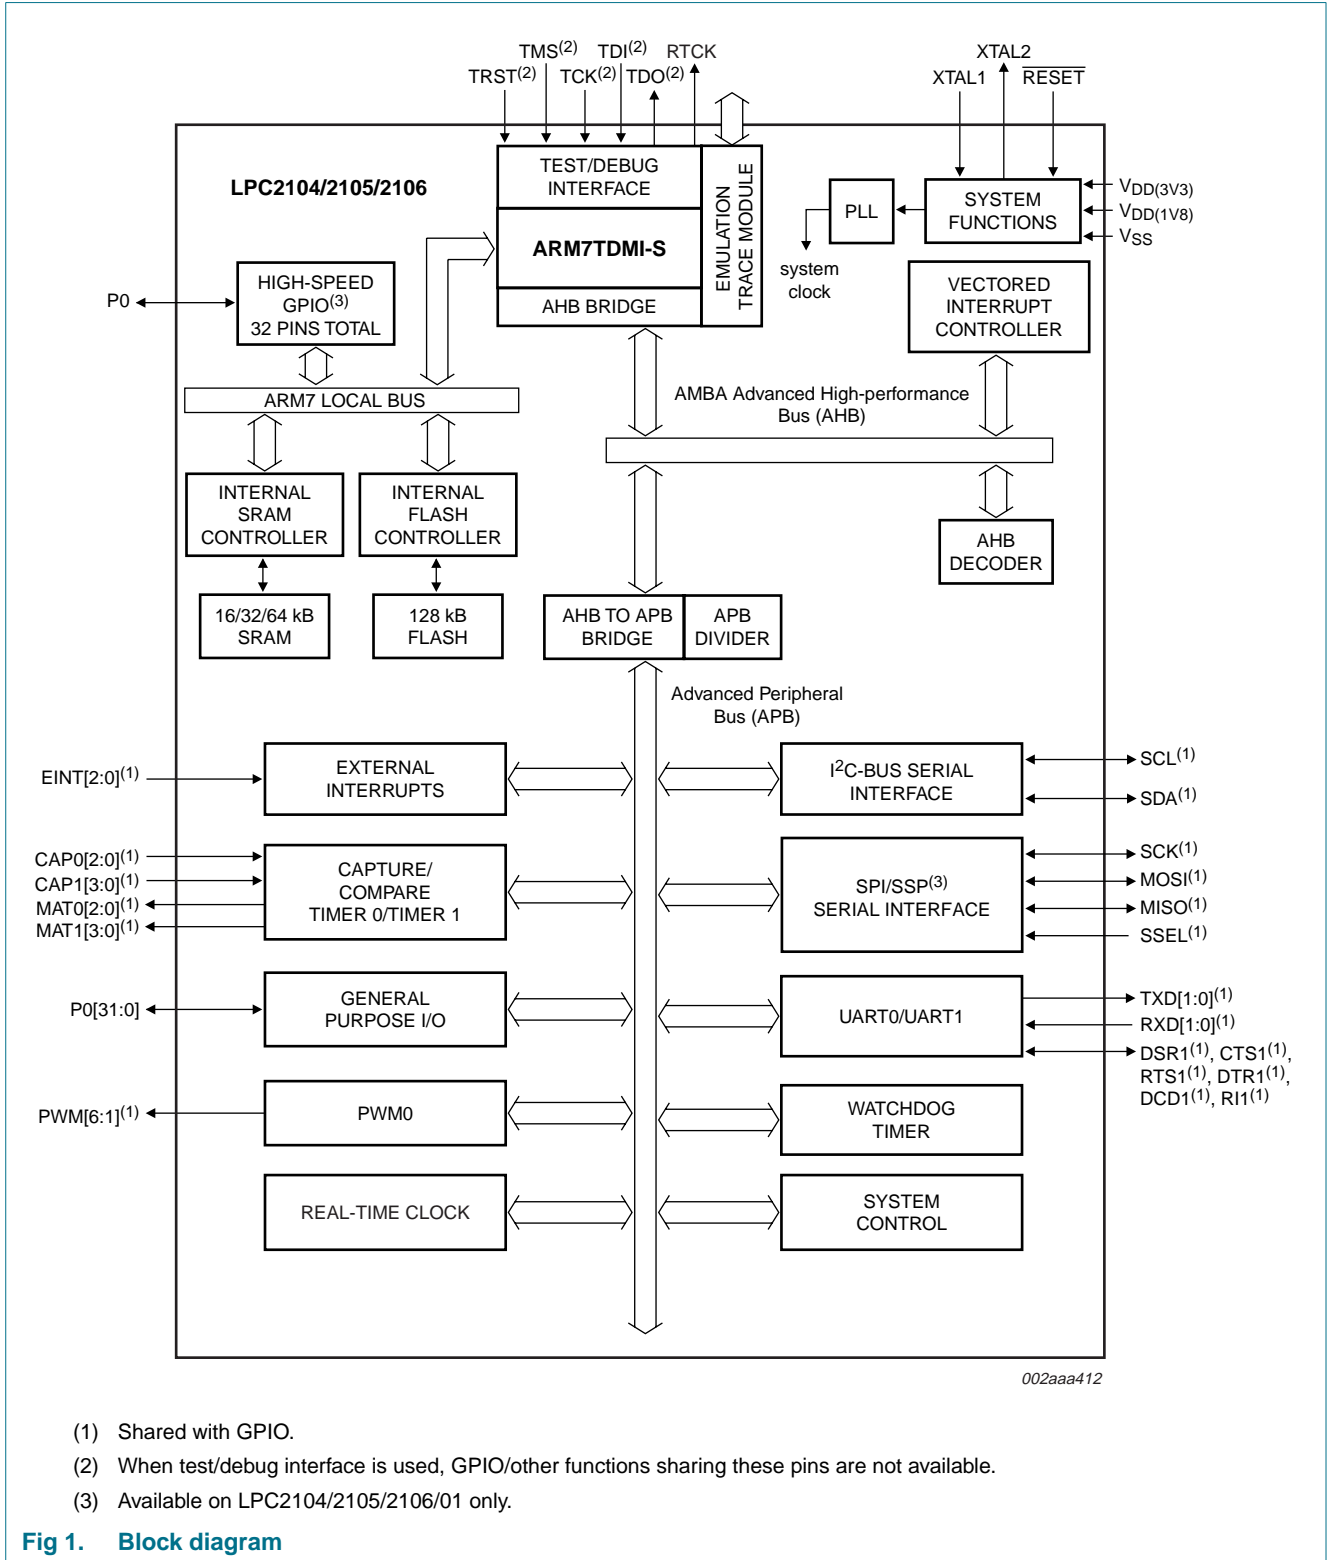 TMS(2) TDI(2) RTCK
TRST(2) TCK(2) TDO(2)
XTAL2
XTAL1 RESET
LPC2104/2105/2106
TEST/DEBUG
INTERFACE
ARM7TDMI-S
AHB BRIDGE
EMULATION
TRACE MODULE
PLL
SYSTEM
FUNCTIONS
VDD(3V3)
VDD(1V8)
VSS
system
clock
P0
HIGH-SPEED
GPIO(3)
32 PINS TOTAL
VECTORED
INTERRUPT
CONTROLLER
ARM7 LOCAL BUS
AMBA Advanced High-performance
Bus (AHB)
INTERNAL
SRAM
CONTROLLER
INTERNAL
FLASH
CONTROLLER
AHB
DECODER
16/32/64 kB
SRAM
128 kB
FLASH
AHB TO APB
BRIDGE
APB
DIVIDER
Advanced Peripheral
Bus (APB)
EINT[2:0](1)
EXTERNAL
INTERRUPTS
I2C-BUS SERIAL
INTERFACE
SCL(1)
SDA(1)
CAP0[2:0](1)
CAP1[3:0](1)
MAT0[2:0](1)
MAT1[3:0](1)
CAPTURE/
COMPARE
TIMER 0/TIMER 1
SPI/SSP(3)
SERIAL INTERFACE
SCK(1)
MOSI(1)
MISO(1)
SSEL(1)
P0[31:0]
GENERAL
PURPOSE I/O
UART0/UART1
TXD[1:0](1)
RXD[1:0](1)
DSR1(1), CTS1(1),
RTS1(1), DTR1(1),
DCD1(1), RI1(1)
PWM[6:1](1)
PWM0
WATCHDOG
TIMER
REAL-TIME CLOCK
SYSTEM
CONTROL
002aaa412
(1) Shared with GPIO.
(2) When test/debug interface is used, GPIO/other functions sharing these pins are not available.
(3) Available on LPC2104/2105/2106/01 only.
Fig 1. Block diagram